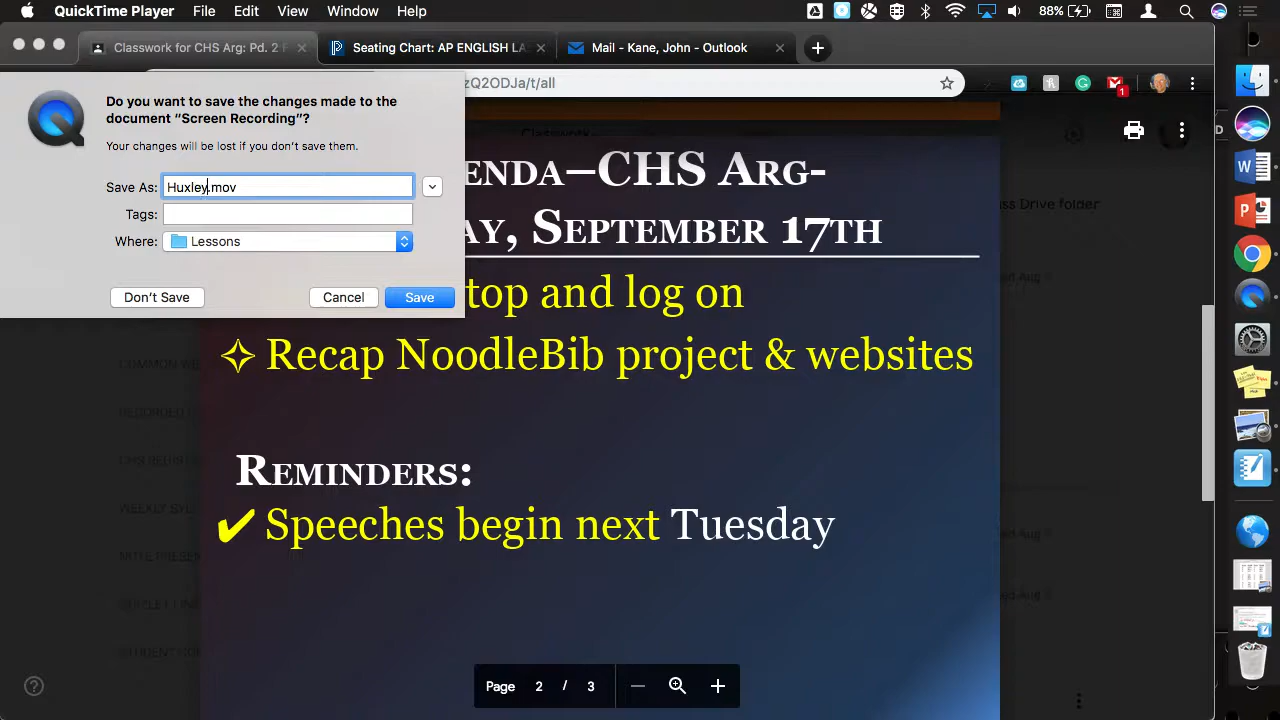 QuickTime Player File Edit View Window Help 88%
Classwork for CHS Arg: Pd. 2 F
Seating Chart: AP ENGLISH LA
Mail - Kane, John - Outlook
zQ2ODJa/t/all
1
Do you want to save the changes made to the
document “Screen Recording”?
Your changes will be lost if you don’t save them.
Save As: Huxley.mov
Tags:
Where: Lessons
Don’t Save Cancel Save
ENDA–CHS ARG-
AY, SEPTEMBER 17TH
top and log on
✧ Recap NoodleBib project & websites
REMINDERS:
✔ Speeches begin next Tuesday
Page 2 / 3